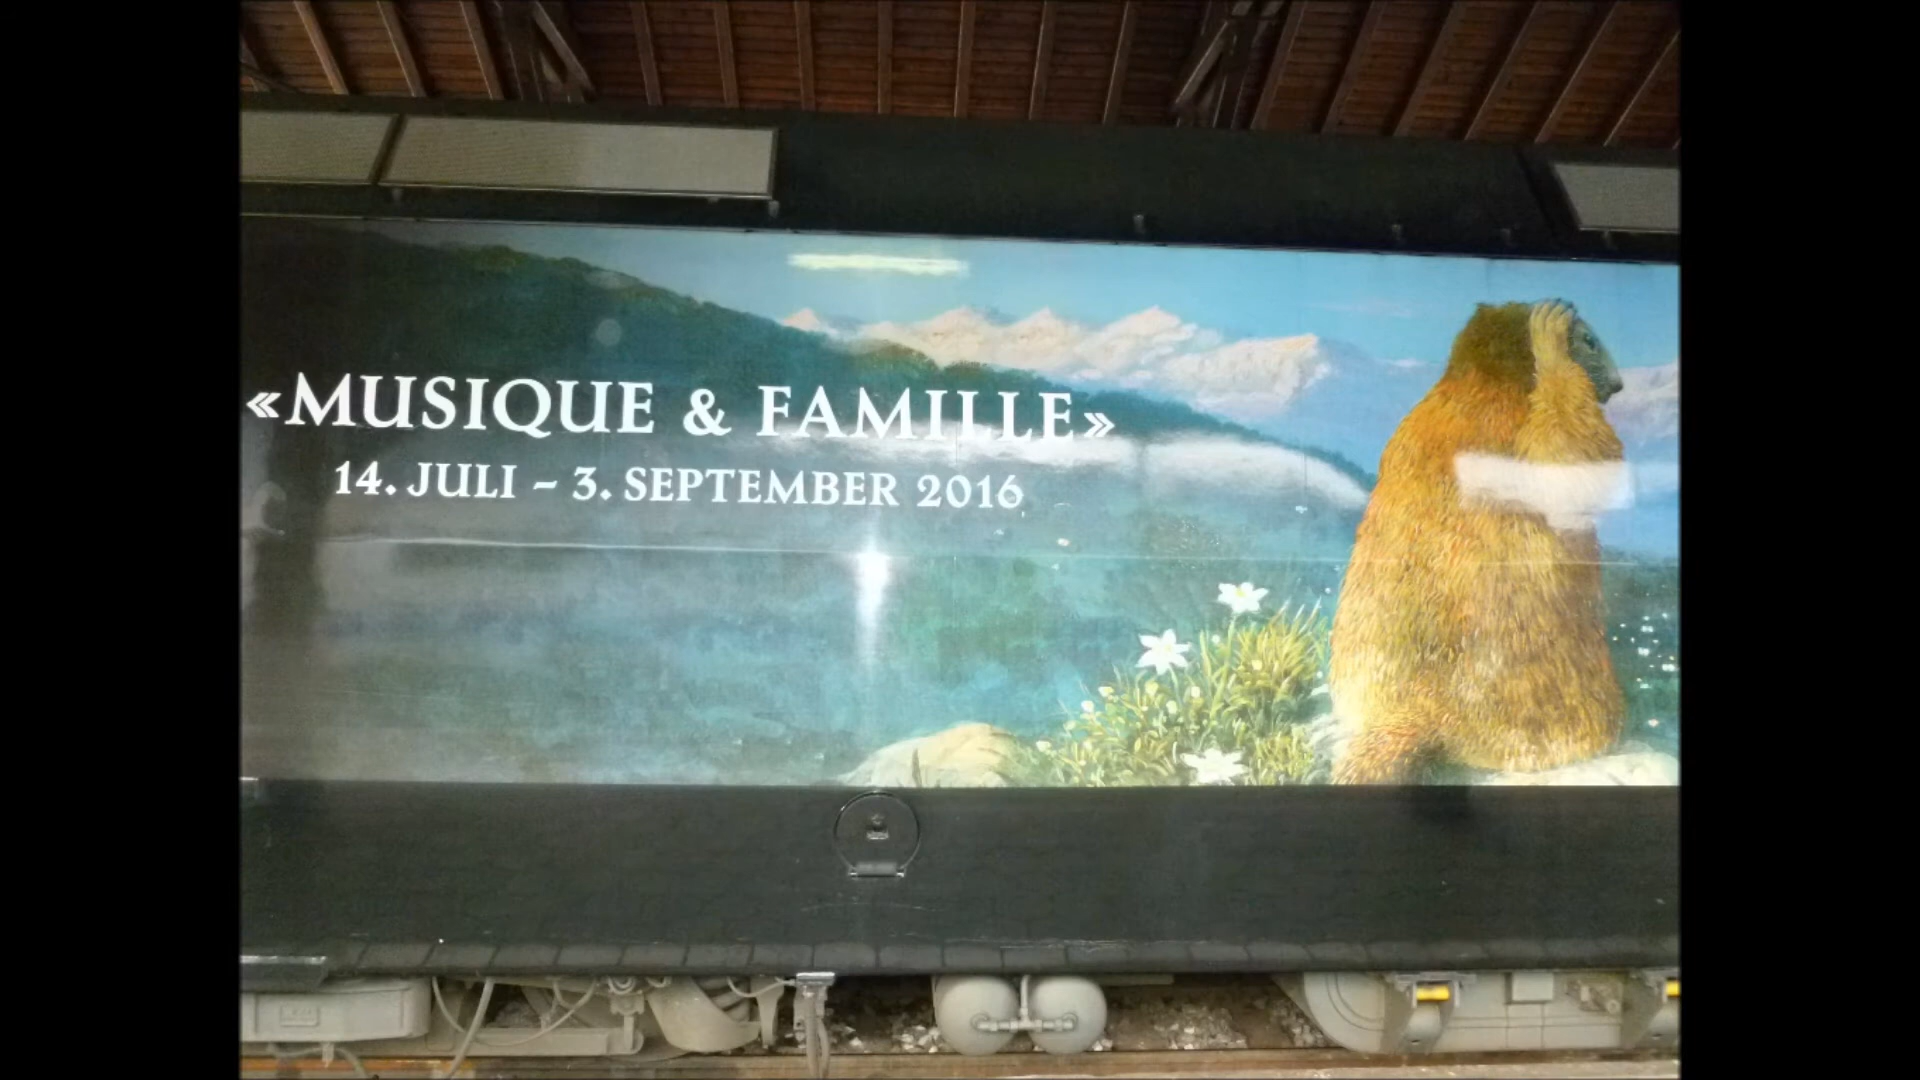 «MUSIQUE & FAMILLE»
14. JULI – 3. SEPTEMBER 2016